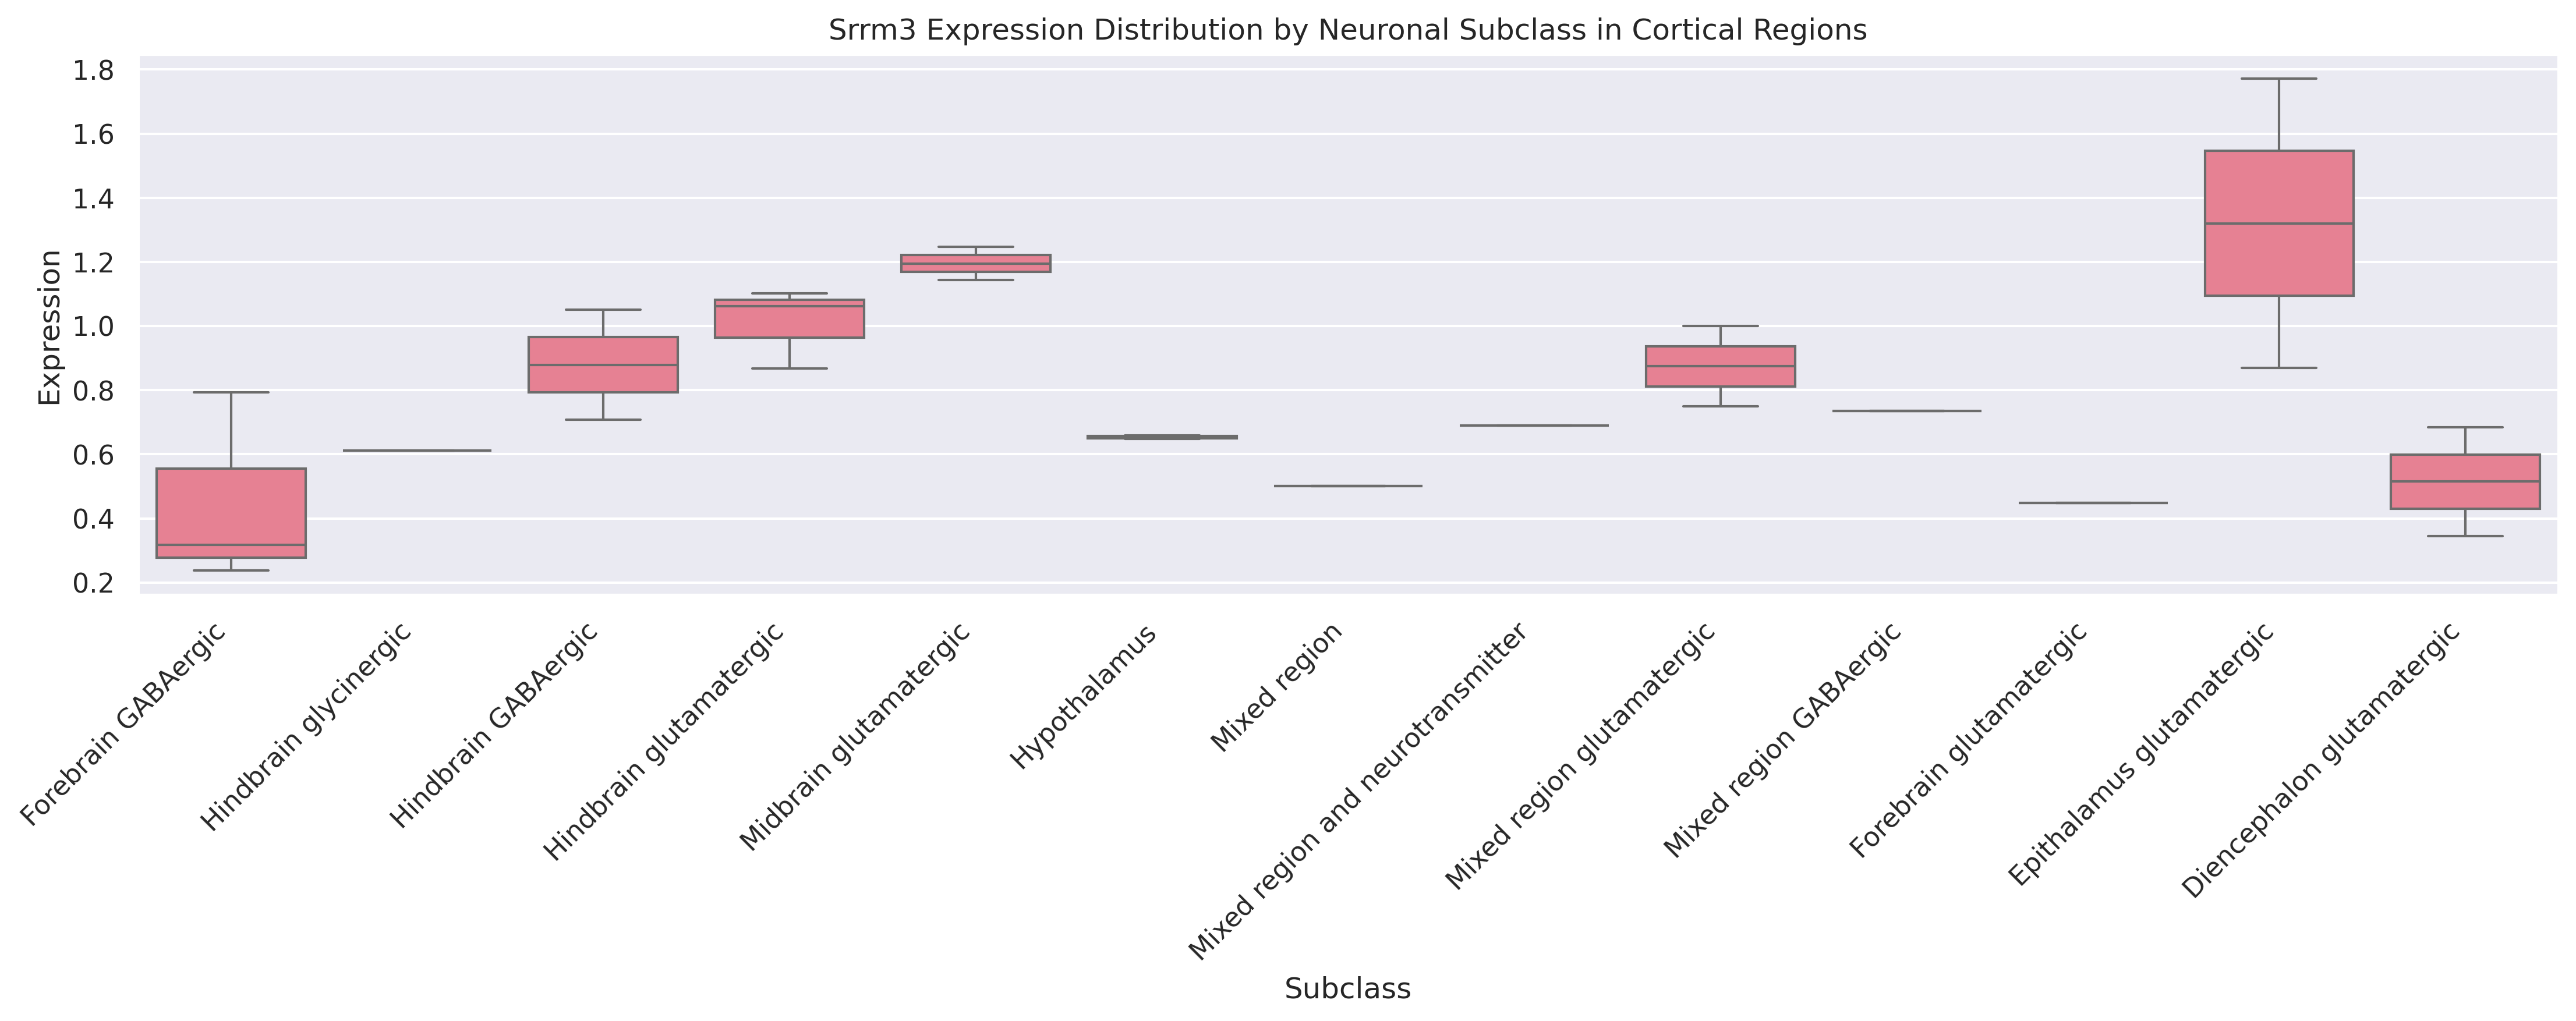 Srrm3 Expression Distribution by Neuronal Subclass in Cortical Regions
Expression
1.8
1.6
1.4
1.2
1.0
0.8
0.6
0.4
0.2
Forebrain GABAergic
Hindbrain glycinergic
Hindbrain GABAergic
Hindbrain glutamatergic
Midbrain glutamatergic
Hypothalamus
Mixed region
Mixed region and neurotransmitter
Mixed region glutamatergic
Mixed region GABAergic
Forebrain glutamatergic
Epithalamus glutamatergic
Diencephalon glutamatergic
Subclass